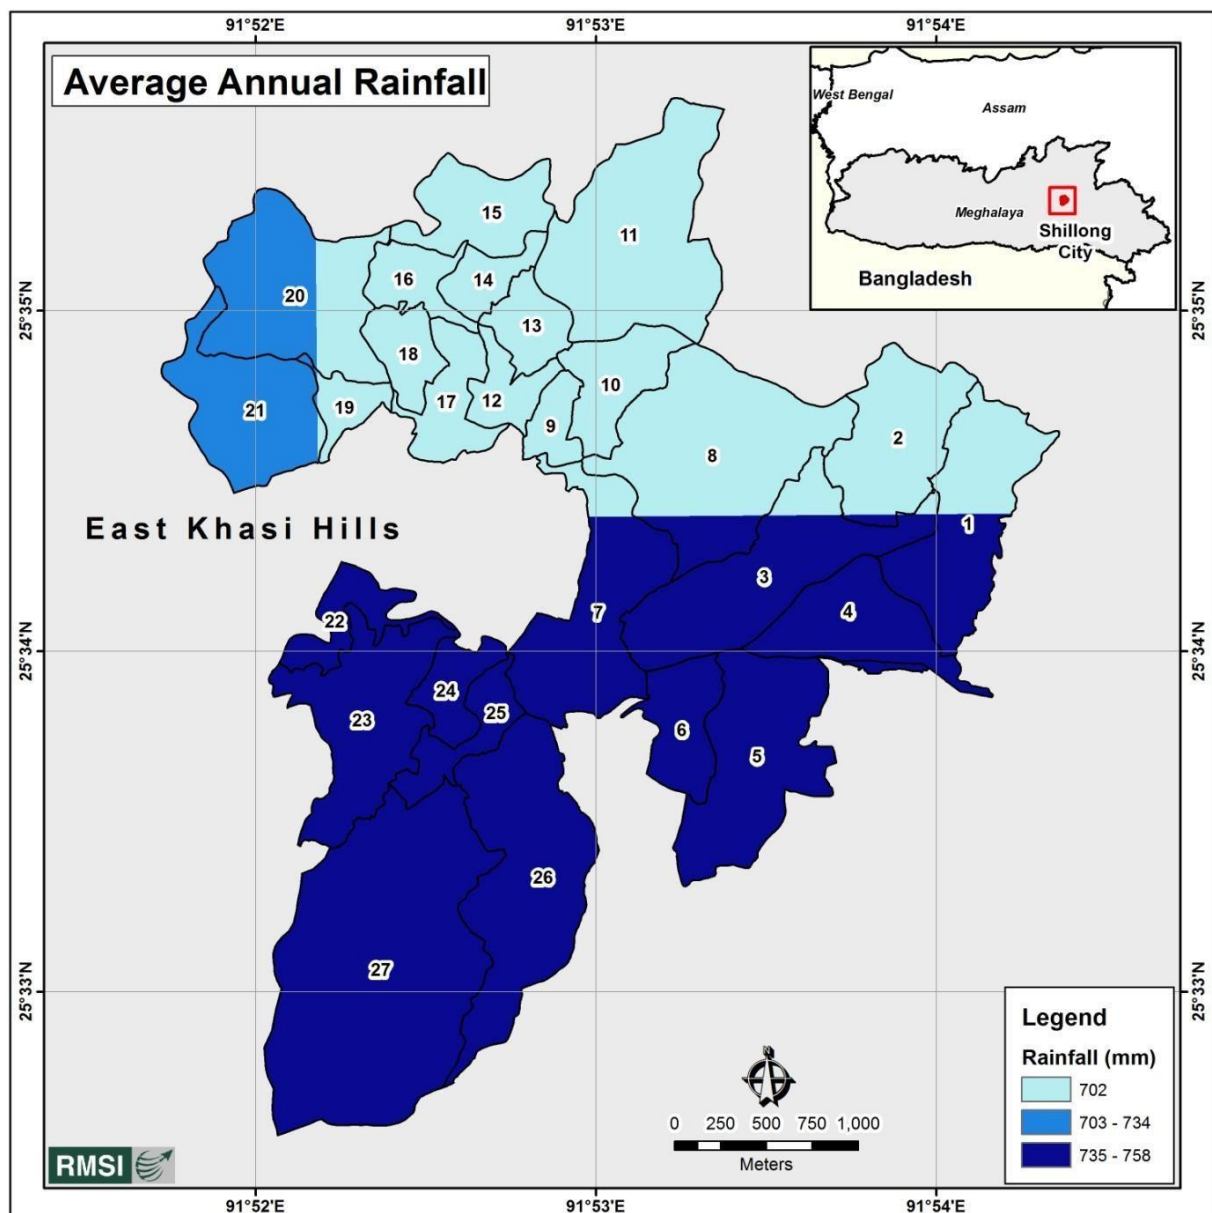 91°52'E
91°53'E
91°54'E
Average Annual Rainfall
West Bengal
Assam
Meghalaya
Shillong
City
Bangladesh
25°35'N
25°35'N
15
11
16
14
20
13
18
10
21
19
17
12
9
2
8
East Khasi Hills
1
3
22
7
4
24
23
25
6
5
26
27
25°34'N
25°34'N
25°33'N
25°33'N
Legend
Rainfall (mm)
702
703 - 734
735 - 758
N
0 250 500 750 1,000
Meters
RMSI
91°52'E
91°53'E
91°54'E